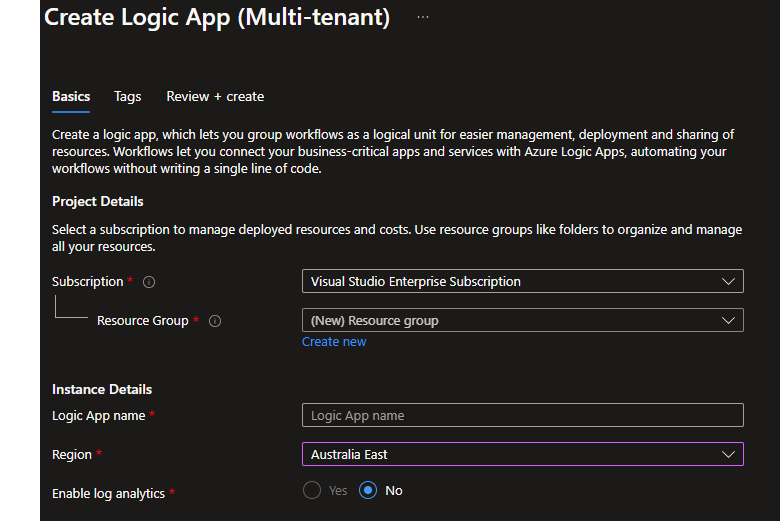 Create Logic App (Multi-tenant) ...
Basics Tags Review + create
Create a logic app, which lets you group workflows as a logical unit for easier management, deployment and sharing of
resources. Workflows let you connect your business-critical apps and services with Azure Logic Apps, automating your
workflows without writing a single line of code.
Project Details
Select a subscription to manage deployed resources and costs. Use resource groups like folders to organize and manage
all your resources.
Subscription * Visual Studio Enterprise Subscription
Resource Group * (New) Resource group
Create new
Instance Details
Logic App name * Logic App name
Region * Australia East
Enable log analytics * Yes No